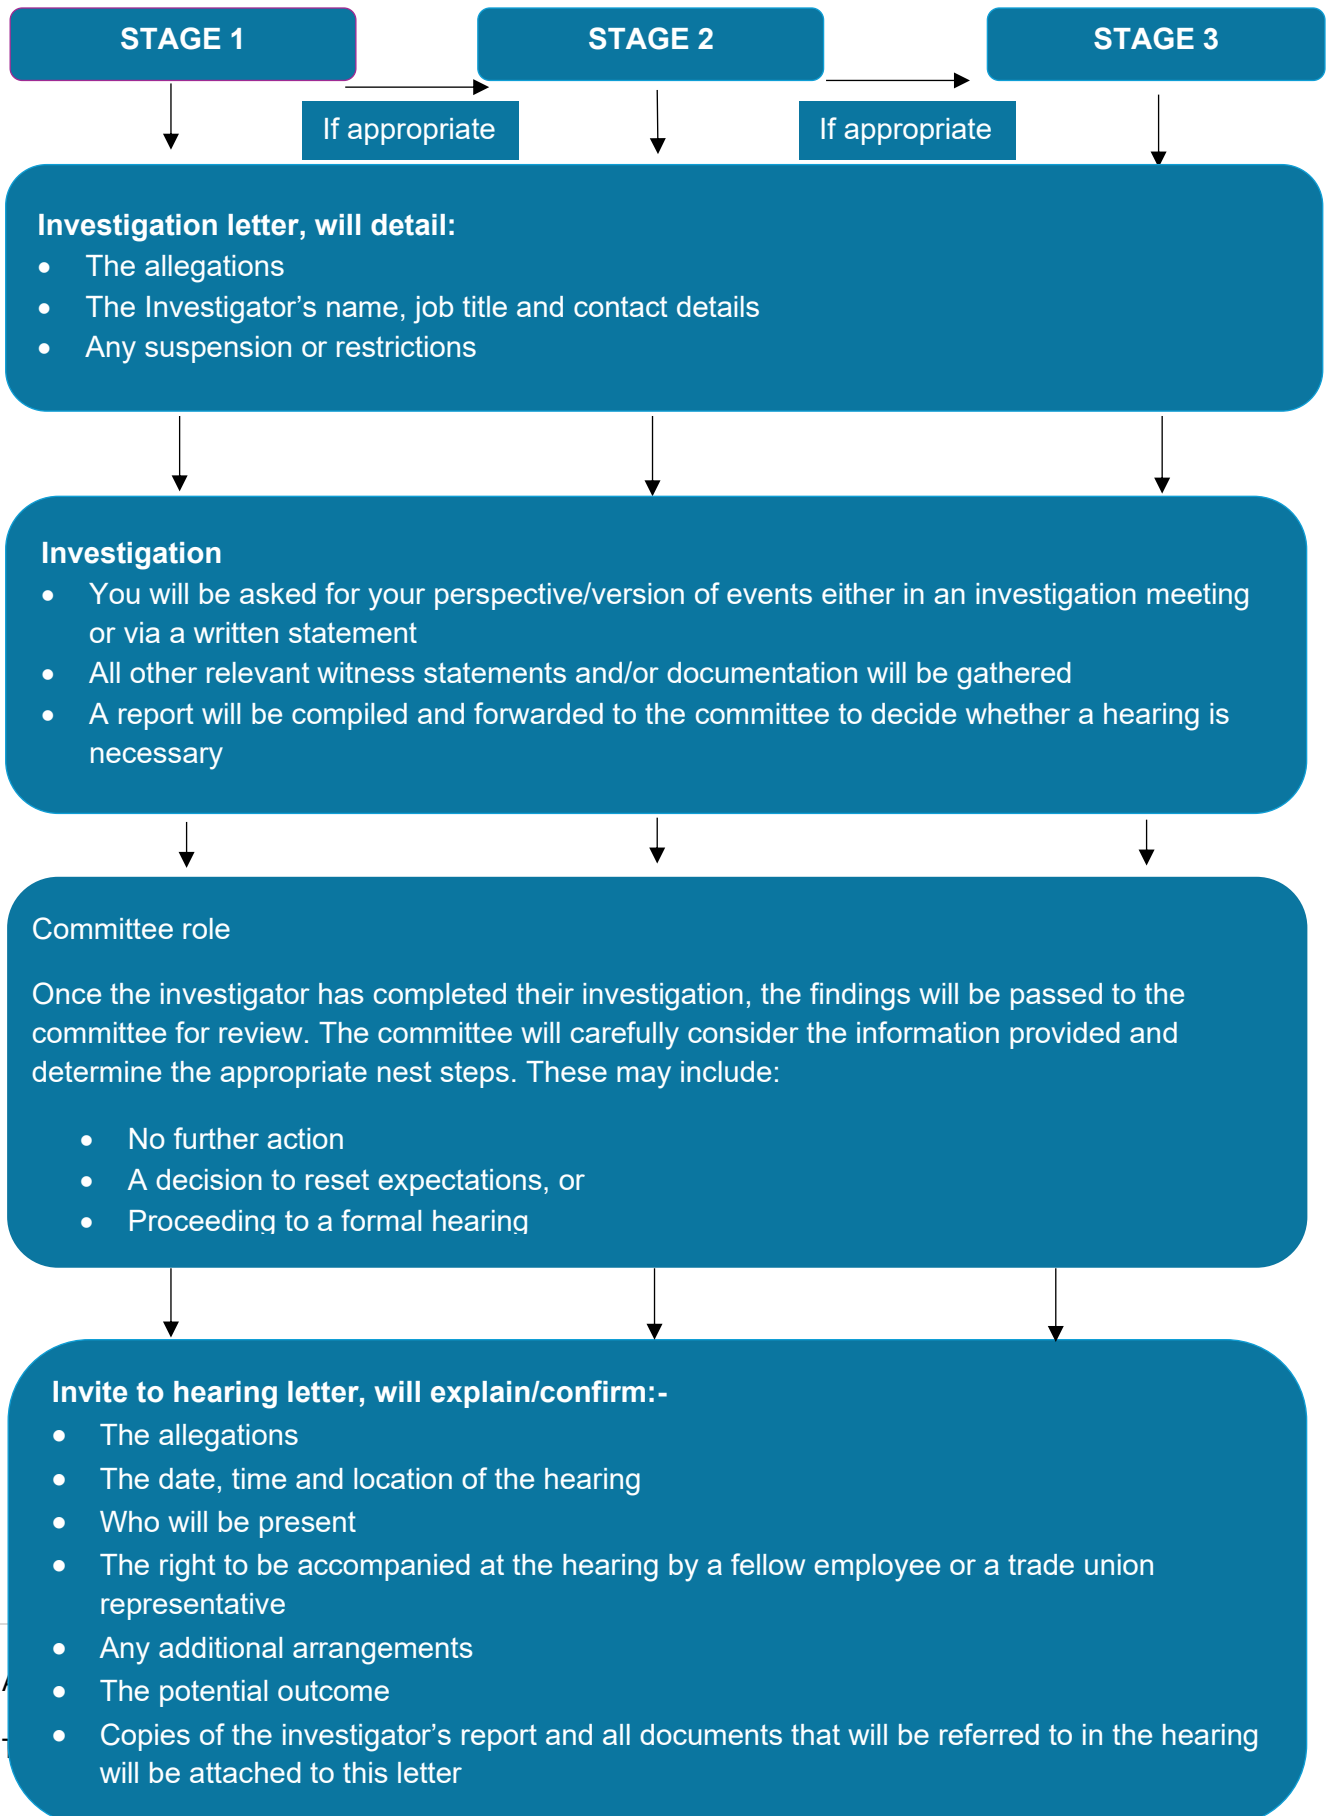 STAGE 1
STAGE 2
STAGE 3
If appropriate
If appropriate
Investigation letter, will detail:
• The allegations
• The Investigator’s name, job title and contact details
• Any suspension or restrictions
Investigation
• You will be asked for your perspective/version of events either in an investigation meeting
or via a written statement
• All other relevant witness statements and/or documentation will be gathered
• A report will be compiled and forwarded to the committee to decide whether a hearing is
necessary
Committee role
Once the investigator has completed their investigation, the findings will be passed to the
committee for review. The committee will carefully consider the information provided and
determine the appropriate nest steps. These may include:
• No further action
• A decision to reset expectations, or
• Proceeding to a formal hearing
Invite to hearing letter, will explain/confirm:-
• The allegations
• The date, time and location of the hearing
• Who will be present
• The right to be accompanied at the hearing by a fellow employee or a trade union
representative
• Any additional arrangements
• The potential outcome
• Copies of the investigator’s report and all documents that will be referred to in the hearing
will be attached to this letter